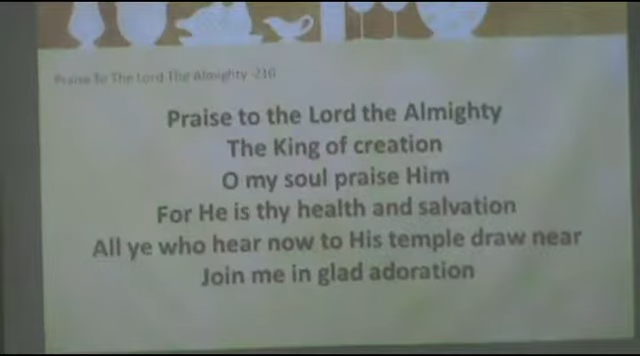 Praise To The Lord The Almighty -210
Praise to the Lord the Almighty
The King of creation
O my soul praise Him
For He is thy health and salvation
All ye who hear now to His temple draw near
Join me in glad adoration